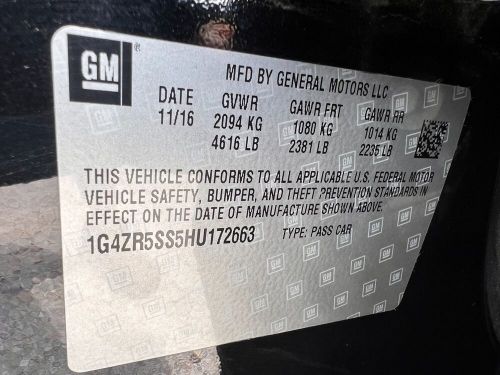 GM
MFD BY GENERAL MOTORS LLC
DATE GVWR GAWR FRT GAWR RR
11/16 2094 KG 1080 KG 1014 KG
4616 LB 2381 LB 2235 LB
THIS VEHICLE CONFORMS TO ALL APPLICABLE U.S. FEDERAL MOTOR
VEHICLE SAFETY, BUMPER, AND THEFT PREVENTION STANDARDS IN
EFFECT ON THE DATE OF MANUFACTURE SHOWN ABOVE.
1G4ZR5SS5HU172663 TYPE: PASS CAR